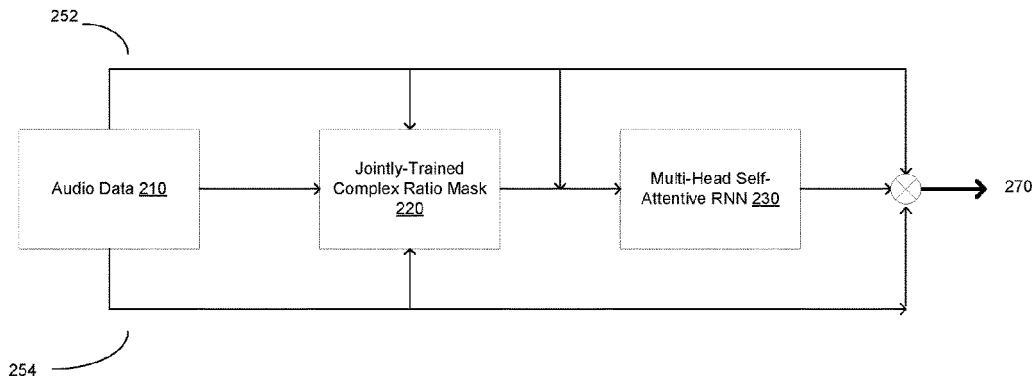 252
Audio Data 210
Jointly-Trained
Complex Ratio Mask
220
Multi-Head Self-
Attentive RNN 230
270
254